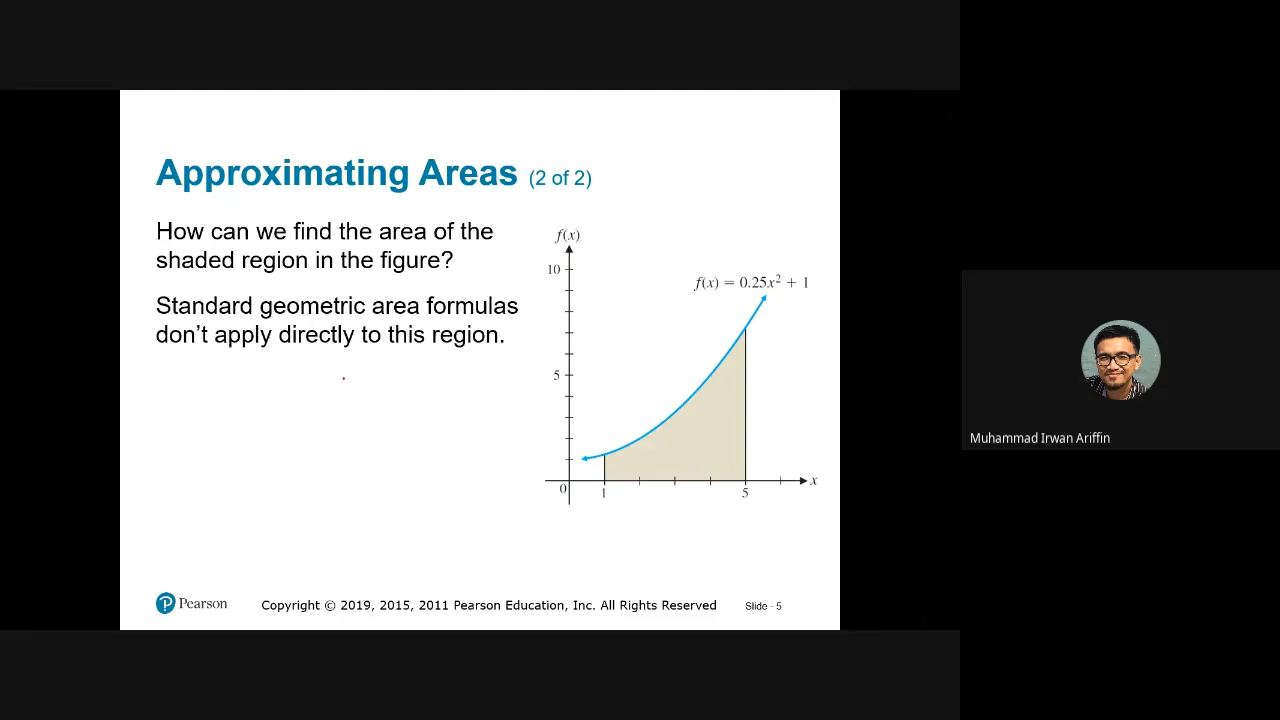 Approximating Areas (2 of 2)
How can we find the area of the
shaded region in the figure?
Standard geometric area formulas
don’t apply directly to this region.
f(x)
10
f(x) = 0.25x² + 1
5
0
1
5
x
Pearson
Copyright © 2019, 2015, 2011 Pearson Education, Inc. All Rights Reserved
Slide - 5
Muhammad Irwan Ariffin